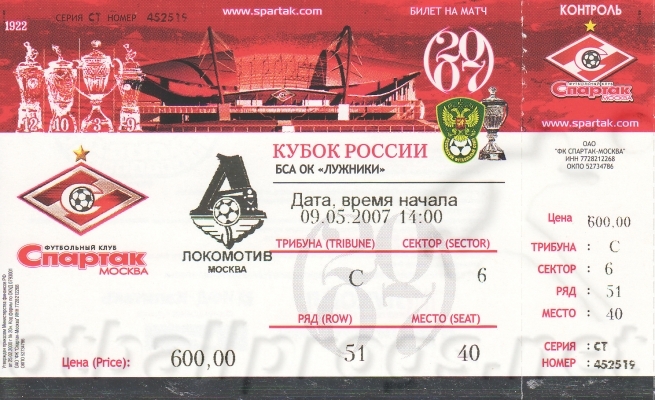 СЕРИЯ СТ НОМЕР 452519
www.spartak.com
БИЛЕТ НА МАТЧ
КОНТРОЛЬ
1922
2007
12
10
3
9
ФУТБОЛЬНЫЙ КЛУБ
Спартак
МОСКВА
www.spartak.com
КУБОК РОССИИ
БСА ОК «ЛУЖНИКИ»
Дата, время начала
09.05.2007 14:00
ФУТБОЛЬНЫЙ КЛУБ
Спартак
МОСКВА
ЛОКОМОТИВ
МОСКВА
ТРИБУНА (TRIBUNE)
СЕКТОР (SECTOR)
С
6
РЯД (ROW)
МЕСТО (SEAT)
51
40
Цена (Price):
600,00
ОАО
"ФК СПАРТАК-МОСКВА"
ИНН 7728212268
ОКПО 52734786
Цена : 600,00
ТРИБУНА : С
СЕКТОР : 6
РЯД : 51
МЕСТО : 40
СЕРИЯ : СТ
НОМЕР : 452519